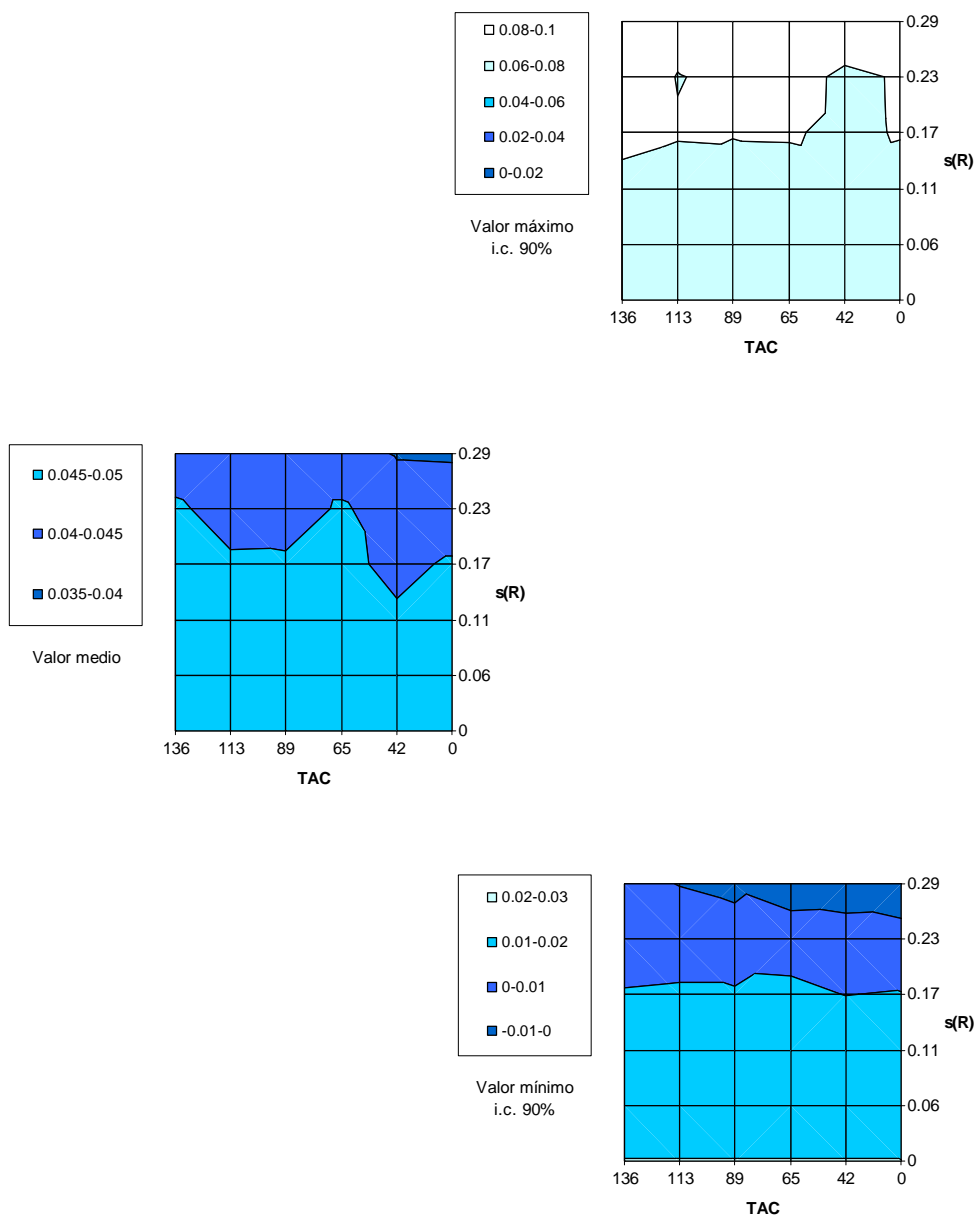 0.08-0.1
0.06-0.08
0.04-0.06
0.02-0.04
0-0.02
Valor máximo
i.c. 90%
0.29
0.23
0.17
s(R)
0.11
0.06
0
136 113 89 65 42 0
TAC
0.045-0.05
0.04-0.045
0.035-0.04
Valor medio
0.29
0.23
0.17
s(R)
0.11
0.06
0
136 113 89 65 42 0
TAC
0.02-0.03
0.01-0.02
0-0.01
-0.01-0
Valor mínimo
i.c. 90%
0.29
0.23
0.17
s(R)
0.11
0.06
0
136 113 89 65 42 0
TAC